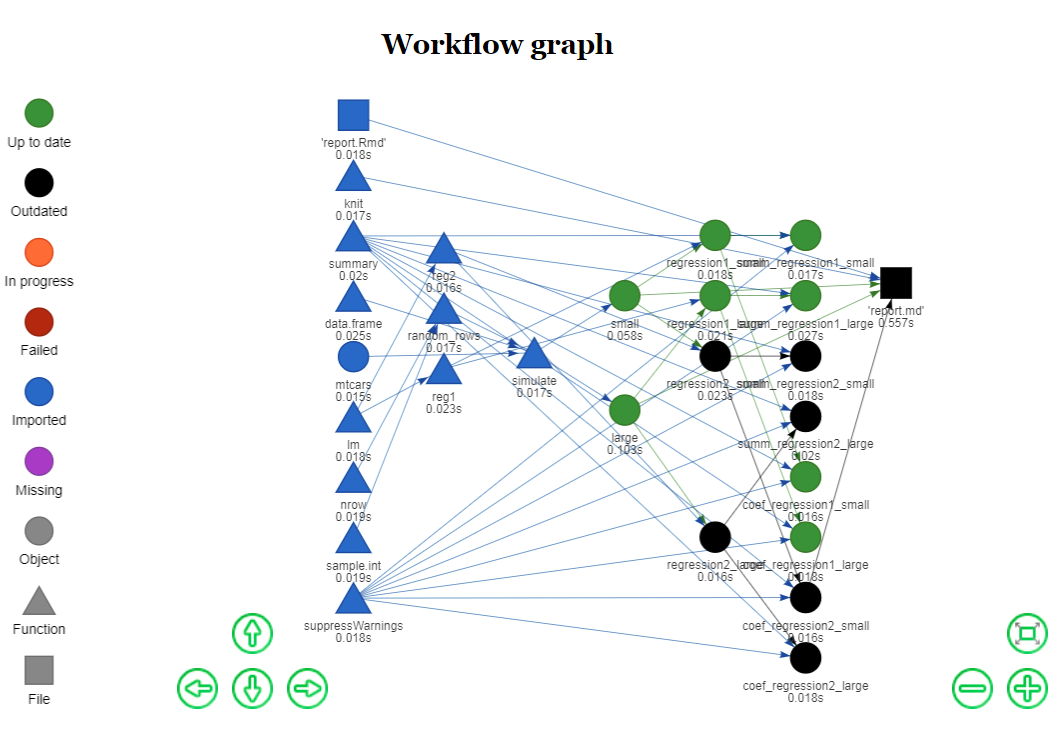 Workflow graph
Up to date
Outdated
In progress
Failed
Imported
Missing
Object
Function
File
'report.Rmd'
0.018s
knit
0.017s
summary
0.02s
data.frame
0.025s
mtcars
0.015s
lm
0.018s
nrow
0.019s
sample.int
0.019s
suppressWarnings
0.018s
reg2
0.016s
random_rows
0.017s
reg1
0.023s
simulate
0.017s
small
0.058s
large
0.103s
regression1_small
0.018s
regression1_large
0.021s
regression2_small
0.023s
regression2_large
0.016s
summ_regression1_small
0.017s
summ_regression1_large
0.027s
summ_regression2_small
0.018s
summ_regression2_large
0.02s
coef_regression1_small
0.016s
coef_regression1_large
0.018s
coef_regression2_small
0.016s
coef_regression2_large
0.018s
'report.md'
0.557s